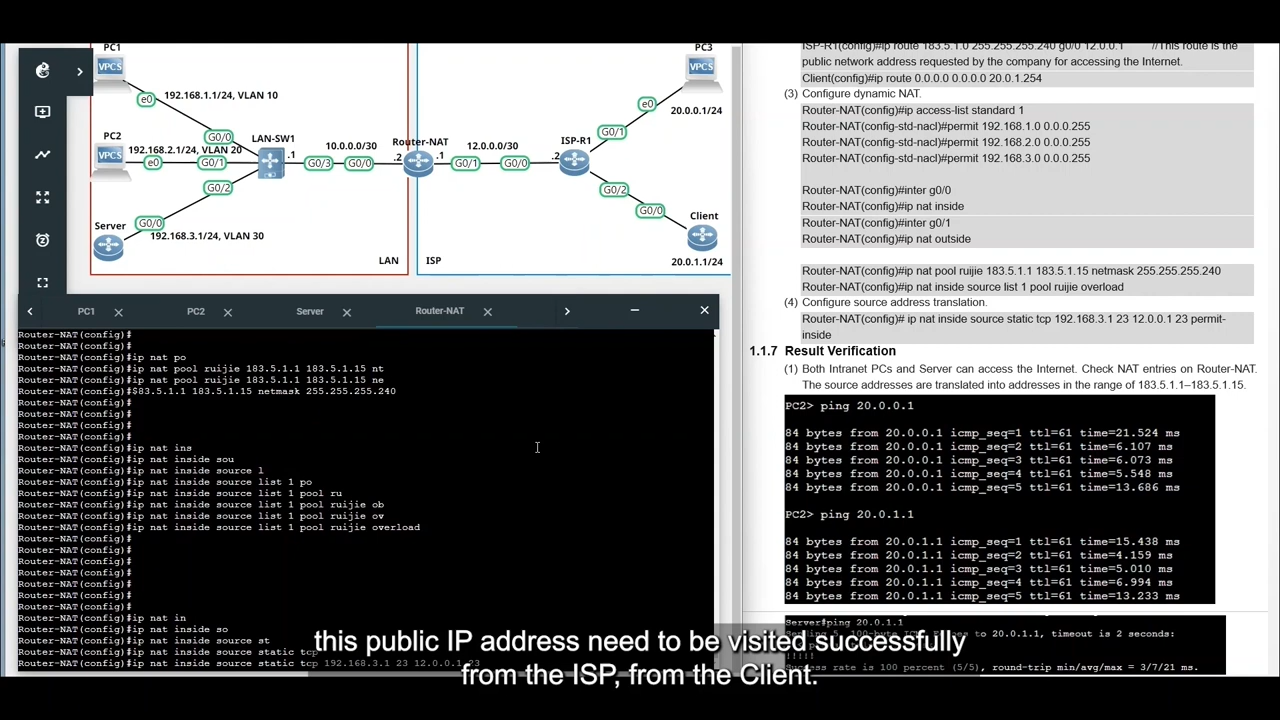 PC1
VPCS
e0
192.168.1.1/24, VLAN 10
PC2
VPCS
e0
192.168.2.1/24, VLAN 20
G0/0
G0/1
G0/2
LAN-SW1
.1
G0/3
10.0.0.0/30
G0/0
.2
Router-NAT
.1
G0/1
12.0.0.0/30
G0/0
.2
ISP-R1
G0/1
e0
PC3
VPCS
20.0.0.1/24
G0/2
G0/0
Client
20.0.1.1/24
Server
G0/0
192.168.3.1/24, VLAN 30
LAN
ISP
PC1
PC2
Server
Router-NAT
Router-NAT(config)#
Router-NAT(config)#
Router-NAT(config)#ip nat po
Router-NAT(config)#ip nat pool ruijie 183.5.1.1 183.5.1.15 nt
Router-NAT(config)#ip nat pool ruijie 183.5.1.1 183.5.1.15 ne
Router-NAT(config)#$83.5.1.1 183.5.1.15 netmask 255.255.255.240
Router-NAT(config)#
Router-NAT(config)#
Router-NAT(config)#
Router-NAT(config)#
Router-NAT(config)#ip nat ins
Router-NAT(config)#ip nat inside sou
Router-NAT(config)#ip nat inside source l
Router-NAT(config)#ip nat inside source list 1 po
Router-NAT(config)#ip nat inside source list 1 pool ru
Router-NAT(config)#ip nat inside source list 1 pool ruijie ob
Router-NAT(config)#ip nat inside source list 1 pool ruijie ov
Router-NAT(config)#ip nat inside source list 1 pool ruijie overload
Router-NAT(config)#
Router-NAT(config)#
Router-NAT(config)#
Router-NAT(config)#
Router-NAT(config)#
Router-NAT(config)#
Router-NAT(config)#
Router-NAT(config)#ip nat in
Router-NAT(config)#ip nat inside so
Router-NAT(config)#ip nat inside source st
Router-NAT(config)#ip nat inside source static tcp
Router-NAT(config)#ip nat inside source static tcp 192.168.3.1 23 12.0.0.1 23
ISP-R1(config)#ip route 183.5.1.0 255.255.255.240 g0/0 12.0.0.1 //This route is the
public network address requested by the company for accessing the Internet.
Client(config)#ip route 0.0.0.0 0.0.0.0 20.0.1.254
(3) Configure dynamic NAT.
Router-NAT(config)#ip access-list standard 1
Router-NAT(config-std-nacl)#permit 192.168.1.0 0.0.0.255
Router-NAT(config-std-nacl)#permit 192.168.2.0 0.0.0.255
Router-NAT(config-std-nacl)#permit 192.168.3.0 0.0.0.255
Router-NAT(config)#inter g0/0
Router-NAT(config)#ip nat inside
Router-NAT(config)#inter g0/1
Router-NAT(config)#ip nat outside
Router-NAT(config)#ip nat pool ruijie 183.5.1.1 183.5.1.15 netmask 255.255.255.240
Router-NAT(config)#ip nat inside source list 1 pool ruijie overload
(4) Configure source address translation.
Router-NAT(config)# ip nat inside source static tcp 192.168.3.1 23 12.0.0.1 23 permit-
inside
1.1.7 Result Verification
(1) Both Intranet PCs and Server can access the Internet. Check NAT entries on Router-NAT.
The source addresses are translated into addresses in the range of 183.5.1.1–183.5.1.15.
PC2> ping 20.0.0.1
84 bytes from 20.0.0.1 icmp_seq=1 ttl=61 time=21.524 ms
84 bytes from 20.0.0.1 icmp_seq=2 ttl=61 time=6.107 ms
84 bytes from 20.0.0.1 icmp_seq=3 ttl=61 time=6.073 ms
84 bytes from 20.0.0.1 icmp_seq=4 ttl=61 time=5.548 ms
84 bytes from 20.0.0.1 icmp_seq=5 ttl=61 time=13.686 ms
PC2> ping 20.0.1.1
84 bytes from 20.0.1.1 icmp_seq=1 ttl=61 time=15.438 ms
84 bytes from 20.0.1.1 icmp_seq=2 ttl=61 time=4.159 ms
84 bytes from 20.0.1.1 icmp_seq=3 ttl=61 time=5.010 ms
84 bytes from 20.0.1.1 icmp_seq=4 ttl=61 time=6.994 ms
84 bytes from 20.0.1.1 icmp_seq=5 ttl=61 time=13.233 ms
Server#ping 20.0.1.1
to 20.0.1.1, timeout is 2 seconds:
!!!!!
Success rate is 100 percent (5/5), round-trip min/avg/max = 3/7/21 ms.
this public IP address need to be visited successfully
from the ISP, from the Client.